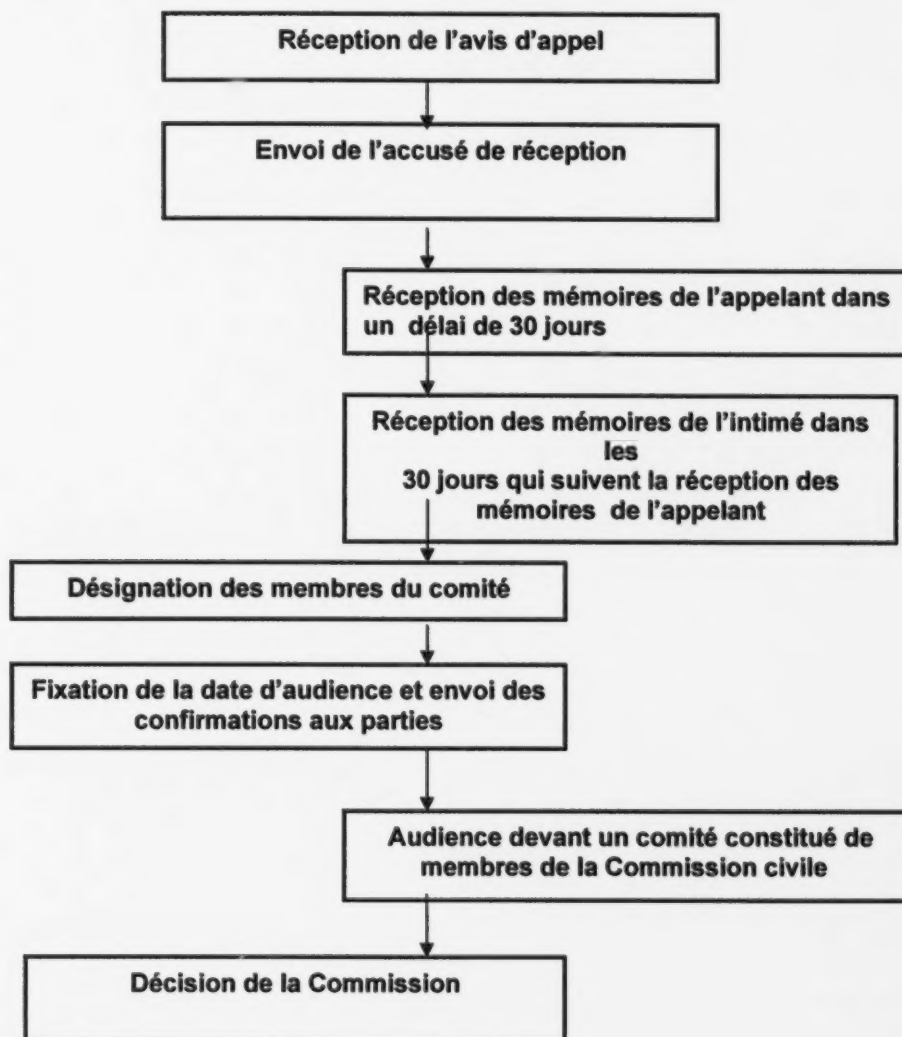 Réception de l'avis d'appel
Envoi de l'accusé de réception
Réception des mémoires de l'appelant dans
un délai de 30 jours
Réception des mémoires de l'intimé dans
les
30 jours qui suivent la réception des
mémoires de l'appelant
Désignation des membres du comité
Fixation de la date d'audience et envoi des
confirmations aux parties
Audience devant un comité constitué de
membres de la Commission civile
Décision de la Commission